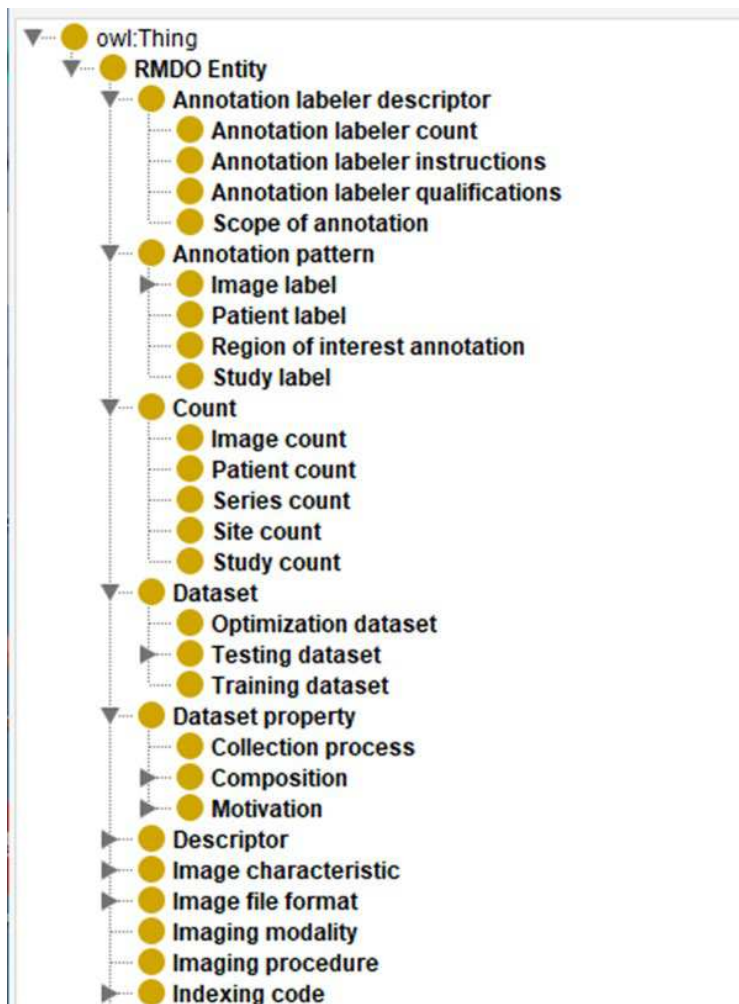 owl:Thing
RMDO Entity
Annotation labeler descriptor
Annotation labeler count
Annotation labeler instructions
Annotation labeler qualifications
Scope of annotation
Annotation pattern
Image label
Patient label
Region of interest annotation
Study label
Count
Image count
Patient count
Series count
Site count
Study count
Dataset
Optimization dataset
Testing dataset
Training dataset
Dataset property
Collection process
Composition
Motivation
Descriptor
Image characteristic
Image file format
Imaging modality
Imaging procedure
Indexing code